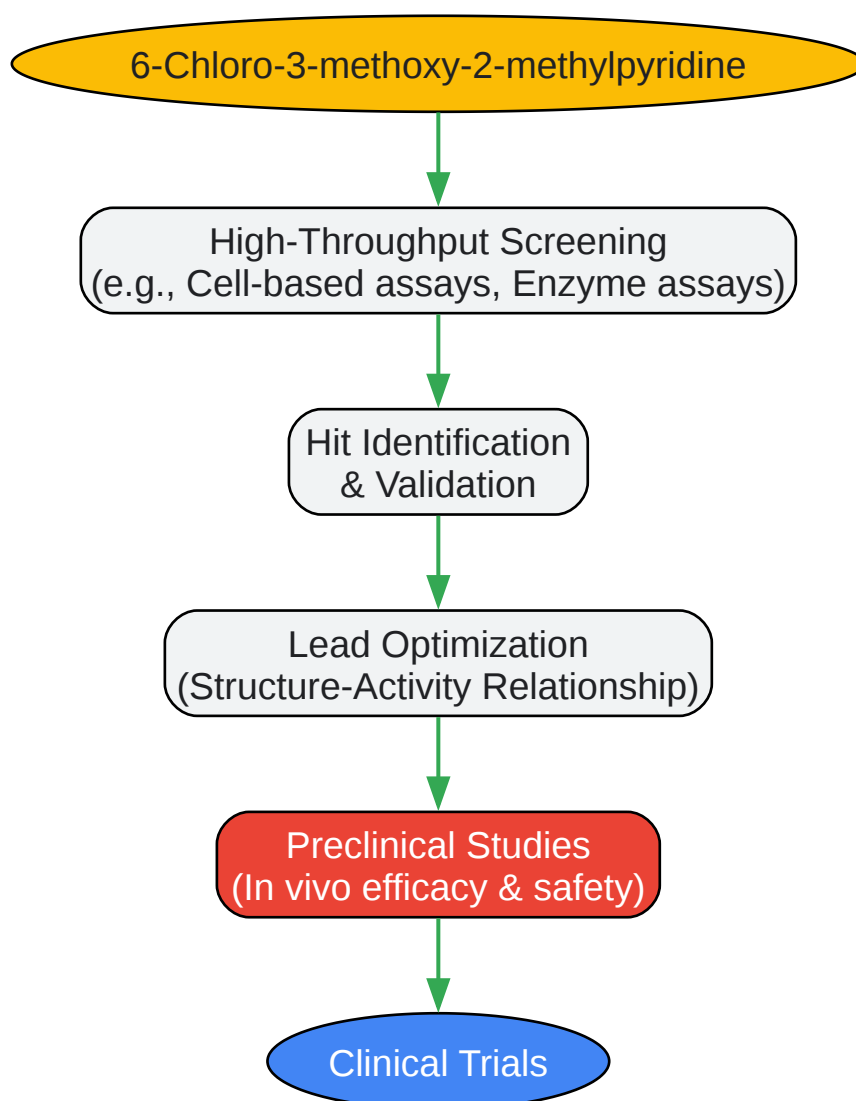 6-Chloro-3-methoxy-2-methylpyridine
High-Throughput Screening
(e.g., Cell-based assays, Enzyme assays)
Hit Identification
& Validation
Lead Optimization
(Structure-Activity Relationship)
Preclinical Studies
(In vivo efficacy & safety)
Clinical Trials